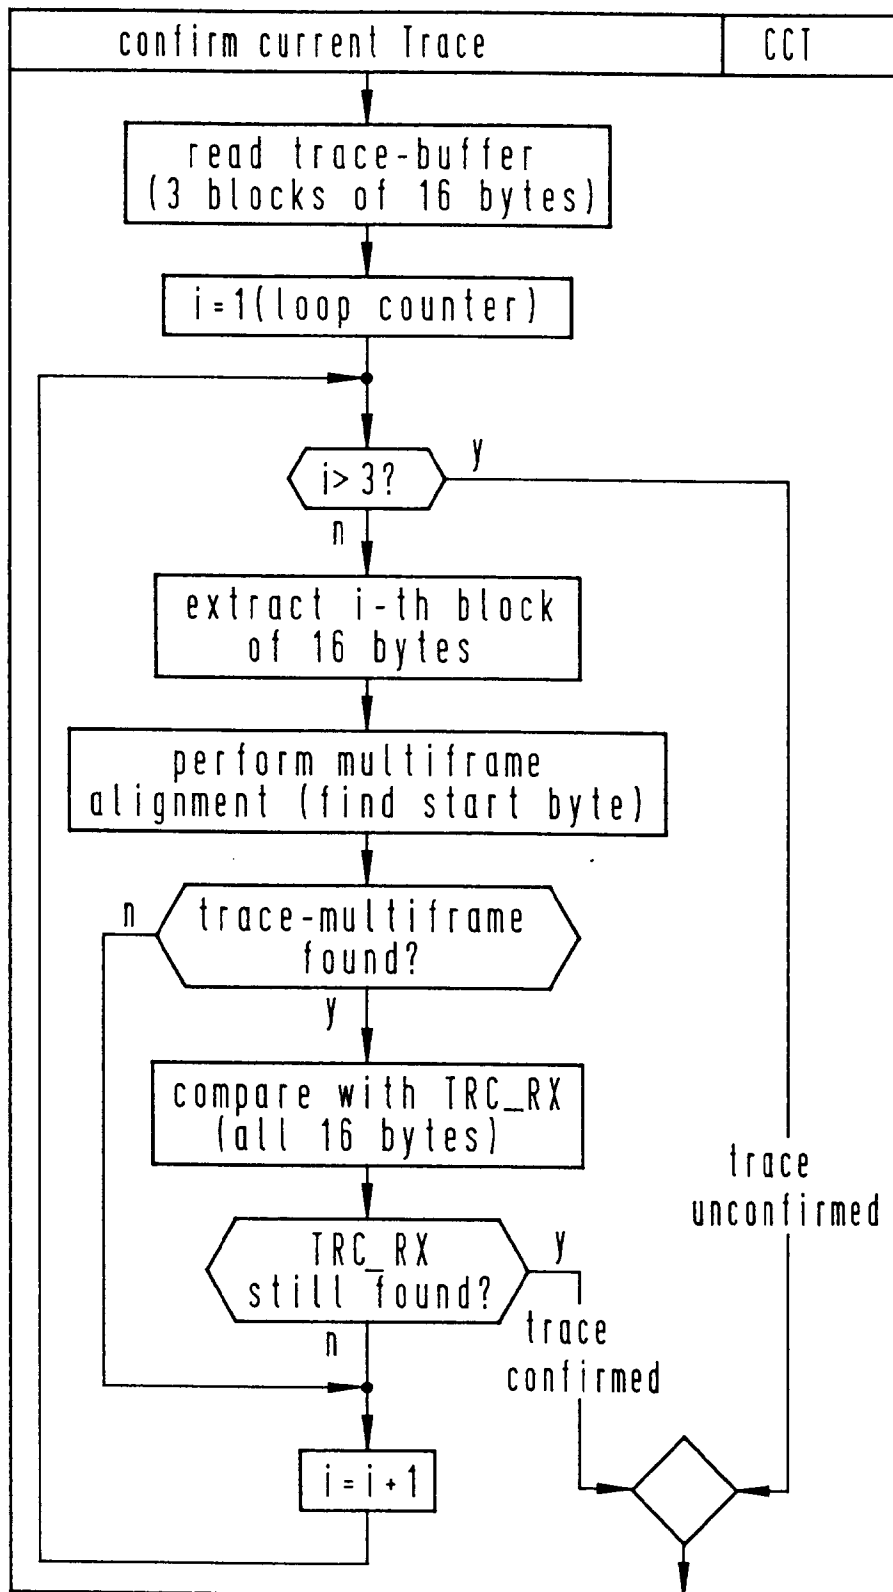 confirm current Trace
CCT
read trace-buffer
(3 blocks of 16 bytes)
i=1(loop counter)
i>3?
y
n
extract i-th block
of 16 bytes
perform multiframe
alignment (find start byte)
n
trace-multiframe
found?
y
compare with TRC_RX
(all 16 bytes)
trace
unconfirmed
TRC_RX
still found?
y
n
trace
confirmed
i=i+1